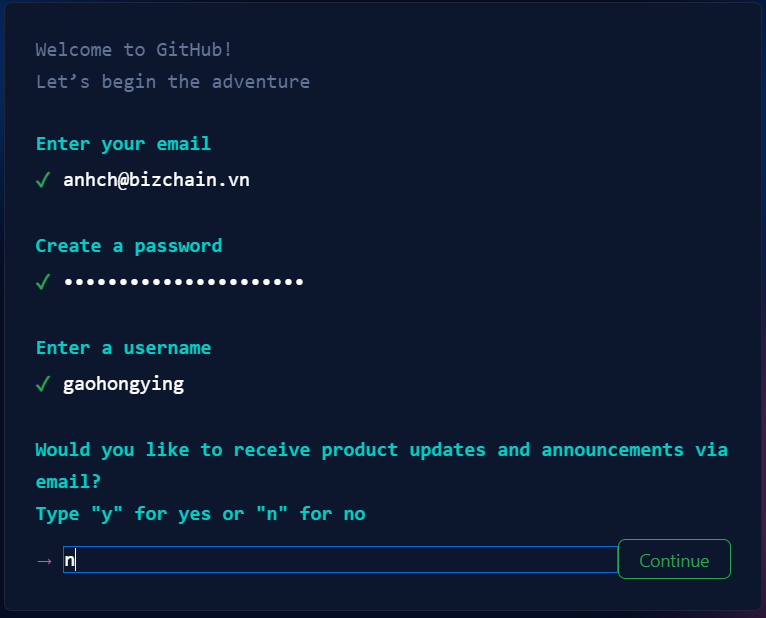 Welcome to GitHub!
Let’s begin the adventure
Enter your email
✓ anhch@bizchain.vn
Create a password
✓ ••••••••••••••••••••••
Enter a username
✓ gaohongying
Would you like to receive product updates and announcements via
email?
Type "y" for yes or "n" for no
→ n Continue